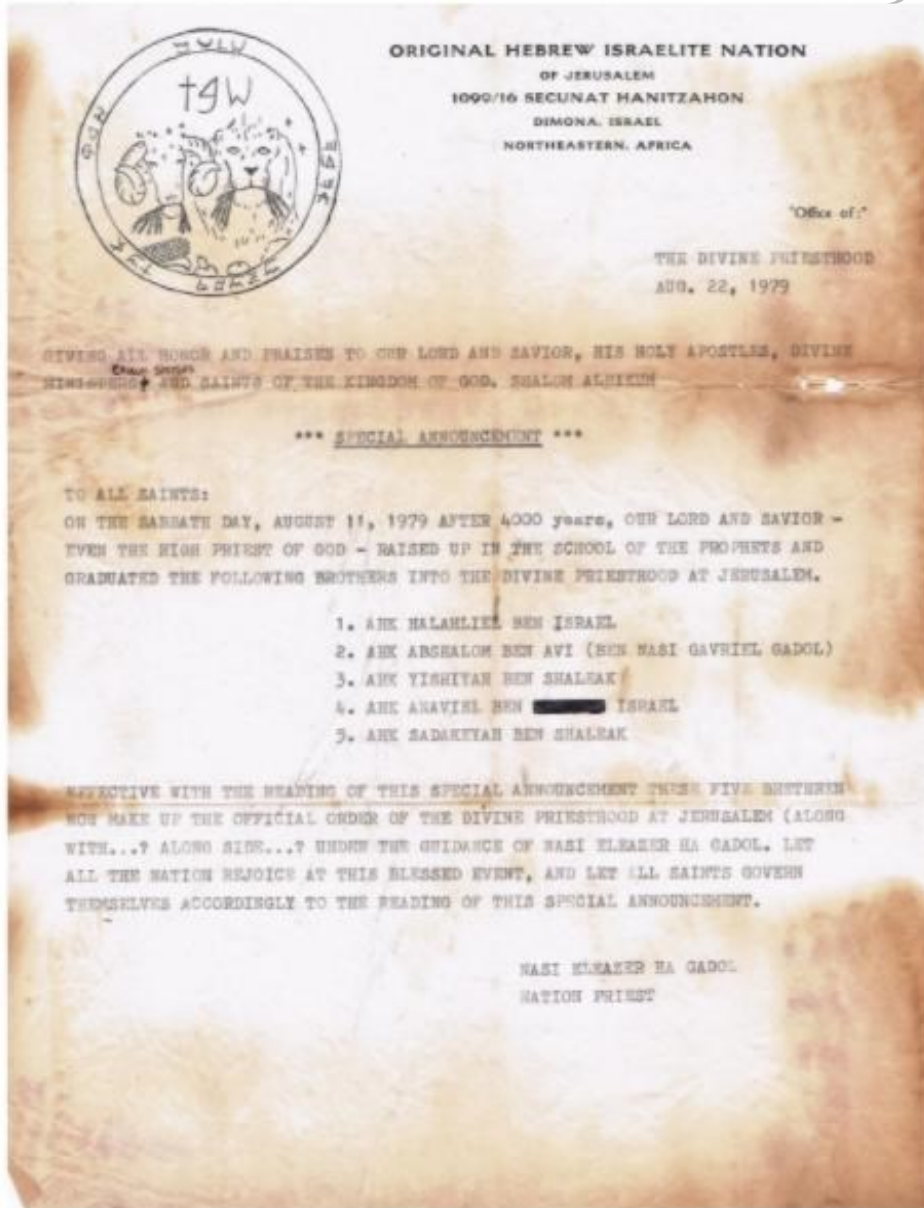 ORIGINAL HEBREW ISRAELITE NATION
OF JERUSALEM
1099/16 SECUNAT HANITZAHON
DIMONA, ISRAEL
NORTHEASTERN, AFRICA
"Office of:"
THE DIVINE PRIESTHOOD
AUG. 22, 1979
GIVING ALL HONOR AND PRAISES TO OUR LORD AND SAVIOR, HIS HOLY APOSTLES, DIVINE
MINISTERS AND SAINTS OF THE KINGDOM OF GOD. SHALOM ALEIKEM
*** SPECIAL ANNOUNCEMENT ***
TO ALL SAINTS:
ON THE SABBATH DAY, AUGUST 11, 1979 AFTER 4000 years, OUR LORD AND SAVIOR -
EVEN THE HIGH PRIEST OF GOD - RAISED UP IN THE SCHOOL OF THE PROPHETS AND
GRADUATED THE FOLLOWING BROTHERS INTO THE DIVINE PRIESTHOOD AT JERUSALEM.
1. AHK HALAHLIEL BEN ISRAEL
2. AHK ABSHALOM BEN AVI (BEN NASI GAVRIEL GADOL)
3. AHK YISHIYAH BEN SHALEAK
4. AHK ANAVIEL BEN ISRAEL
5. AHK SADAKEYAH BEN SHALEAK
EFFECTIVE WITH THE READING OF THIS SPECIAL ANNOUNCEMENT THESE FIVE BRETHREN
NOW MAKE UP THE OFFICIAL ORDER OF THE DIVINE PRIESTHOOD AT JERUSALEM (ALONG
WITH...? ALONG SIDE...? UNDER THE GUIDANCE OF NASI ELEAZER HA GADOL. LET
ALL THE NATION REJOICE AT THIS BLESSED EVENT, AND LET ALL SAINTS GOVERN
THEMSELVES ACCORDINGLY TO THE READING OF THIS SPECIAL ANNOUNCEMENT.
NASI ELEAZER HA GADOL
NATION PRIEST